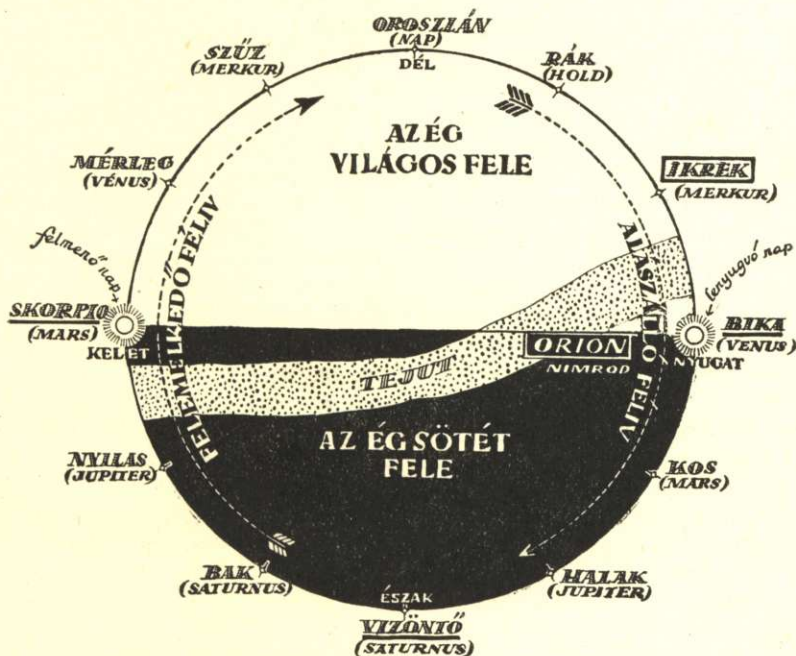 OROSZLÁN
(NAP)
DÉL
SZŰZ
(MERKUR)
RÁK
(HOLD)
AZ ÉG
VILÁGOS FELE
MÉRLEG
(VÉNUS)
IKREK
(MERKUR)
felmenő nap
FELEMELKEDŐ FÉLIV
ALÁSZÁLLÓ FÉLIV
lenyugvó nap
SKORPIO
(MARS)
KELET
ORION
NIMROD
BIKA
(VENUS)
NYUGAT
TEJUT
AZ ÉG SÖTÉT
FELE
NYILAS
(JUPITER)
KOS
(MARS)
BAK
(SATURNUS)
HALAK
(JUPITER)
ÉSZAK
VIZÖNTŐ
(SATURNUS)